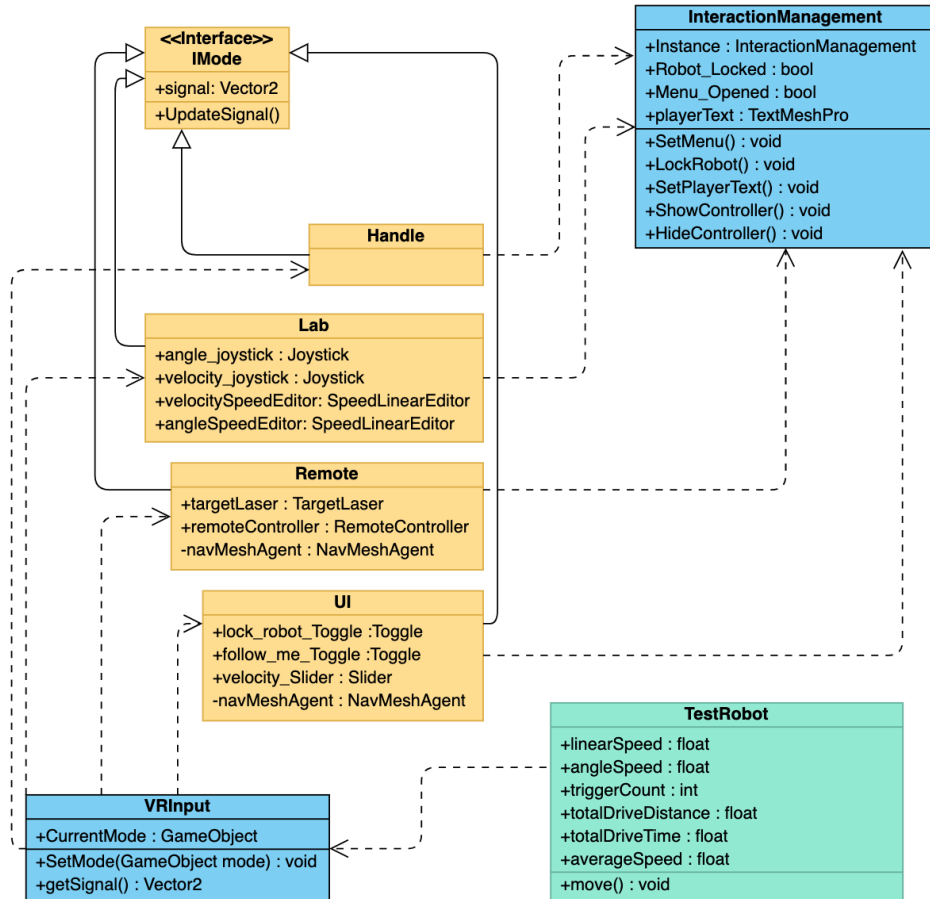 <<Interface>>
IMode
+signal: Vector2
+UpdateSignal()
InteractionManagement
+Instance : InteractionManagement
+Robot_Locked : bool
+Menu_Opened : bool
+playerText : TextMeshPro
+SetMenu() : void
+LockRobot() : void
+SetPlayerText() : void
+ShowController() : void
+HideController() : void
Handle
Lab
+angle_joystick : Joystick
+velocity_joystick : Joystick
+velocitySpeedEditor: SpeedLinearEditor
+angleSpeedEditor: SpeedLinearEditor
Remote
+targetLaser : TargetLaser
+remoteController : RemoteController
-navMeshAgent : NavMeshAgent
UI
+lock_robot_Toggle :Toggle
+follow_me_Toggle :Toggle
+velocity_Slider : Slider
-navMeshAgent : NavMeshAgent
TestRobot
+linearSpeed : float
+angleSpeed : float
+triggerCount : int
+totalDriveDistance : float
+totalDriveTime : float
+averageSpeed : float
+move() : void
VRInput
+CurrentMode : GameObject
+SetMode(GameObject mode) : void
+getSignal() : Vector2